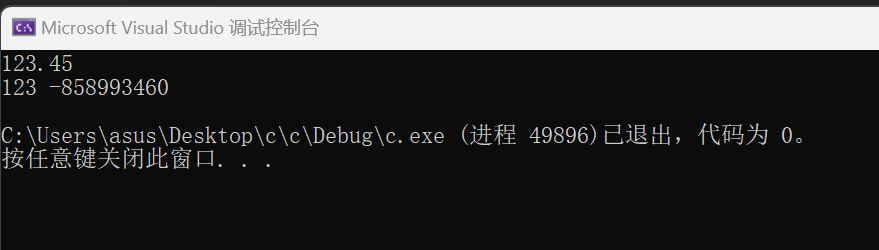 C:\
Microsoft Visual Studio 调试控制台
123.45
123 -858993460
C:\Users\asus\Desktop\c\c\Debug\c.exe (进程 49896)已退出，代码为 0。
按任意键关闭此窗口. . .